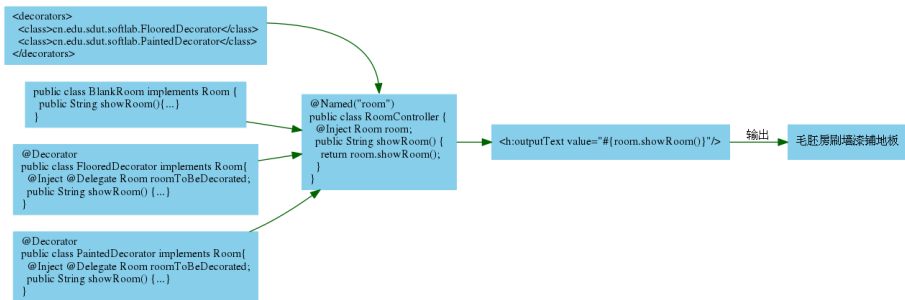 <decorators>
<class>cn.edu.sdut.softlab.FlooredDecorator</class>
<class>cn.edu.sdut.softlab.PaintedDecorator</class>
</decorators>
public class BlankRoom implements Room {
public String showRoom(){...}
}
@Decorator
public class FlooredDecorator implements Room{
@Inject @Delegate Room roomToBeDecorated;
public String showRoom() {...}
}
@Decorator
public class PaintedDecorator implements Room{
@Inject @Delegate Room roomToBeDecorated;
public String showRoom() {...}
}
@Named("room")
public class RoomController {
@Inject Room room;
public String showRoom() {
return room.showRoom();
}
}
<h:outputText value="#{room.showRoom()}"/>
输出
毛胚房刷墙漆铺地板